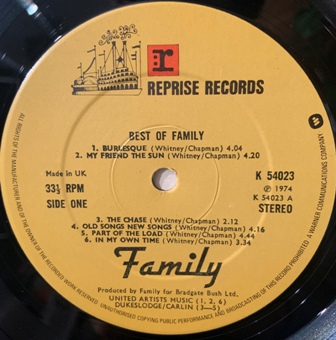 r
REPRISE RECORDS
BEST OF FAMILY
1. BURLESQUE (Whitney/Chapman) 4.04
2. MY FRIEND THE SUN (Whitney/Chapman) 4.20
Made in UK
33⅓ RPM
SIDE ONE
K 54023
℗ 1974
K 54023 A
STEREO
3. THE CHASE (Whitney/Chapman) 2.12
4. OLD SONGS NEW SONGS (Whitney/Chapman) 4.16
5. PART OF THE LOAD (Whitney/Chapman) 4.44
6. IN MY OWN TIME (Whitney/Chapman) 3.34
Family
Produced by Family for Bradgate Bush Ltd.
UNITED ARTISTS MUSIC (1, 2, 6)
DUKESLODGE/CARLIN (3—5)
ALL RIGHTS OF THE MANUFACTURER AND OF THE OWNER OF THE RECORDED WORK RESERVED. UNAUTHORISED COPYING PUBLIC PERFORMANCE AND BROADCASTING OF THIS RECORD PROHIBITED. A WARNER COMMUNICATIONS COMPANY.